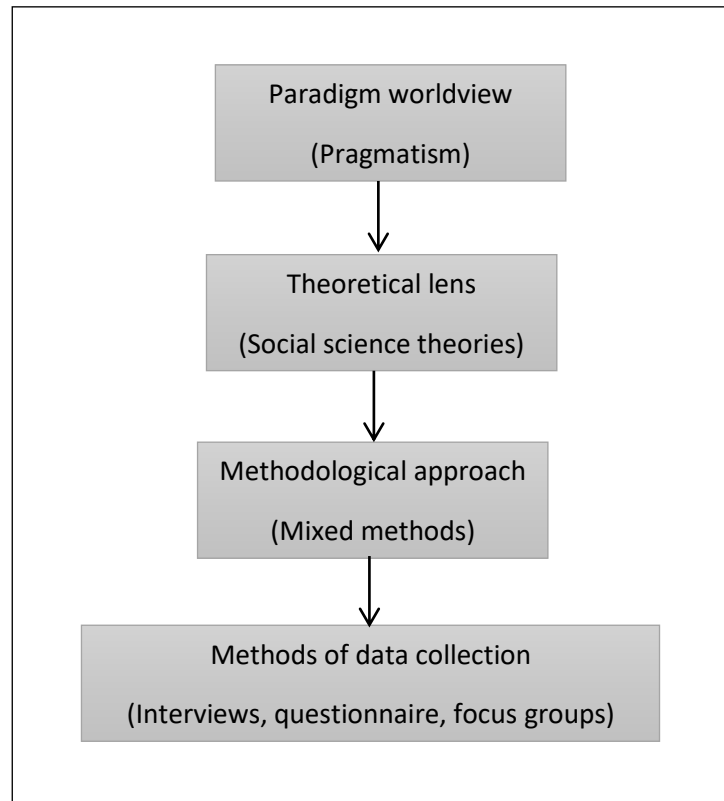 Paradigm worldview
(Pragmatism)
Theoretical lens
(Social science theories)
Methodological approach
(Mixed methods)
Methods of data collection
(Interviews, questionnaire, focus groups)